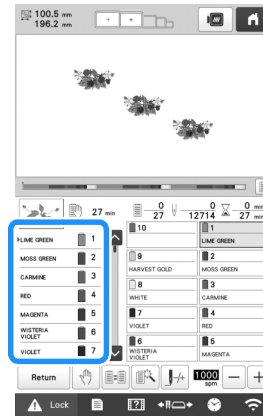 100.5 mm
196.2 mm
+ +
27 min
0
27
0
12714
0 min
27 min
LIME GREEN 1
MOSS GREEN 2
CARMINE 3
RED 4
MAGENTA 5
WISTERIA
VIOLET 6
VIOLET 7
10
1
LIME GREEN
9
HARVEST GOLD
2
MOSS GREEN
8
WHITE
3
CARMINE
7
VIOLET
4
RED
6
WISTERIA
VIOLET
5
MAGENTA
Return
1000
spm
− +
Lock
?